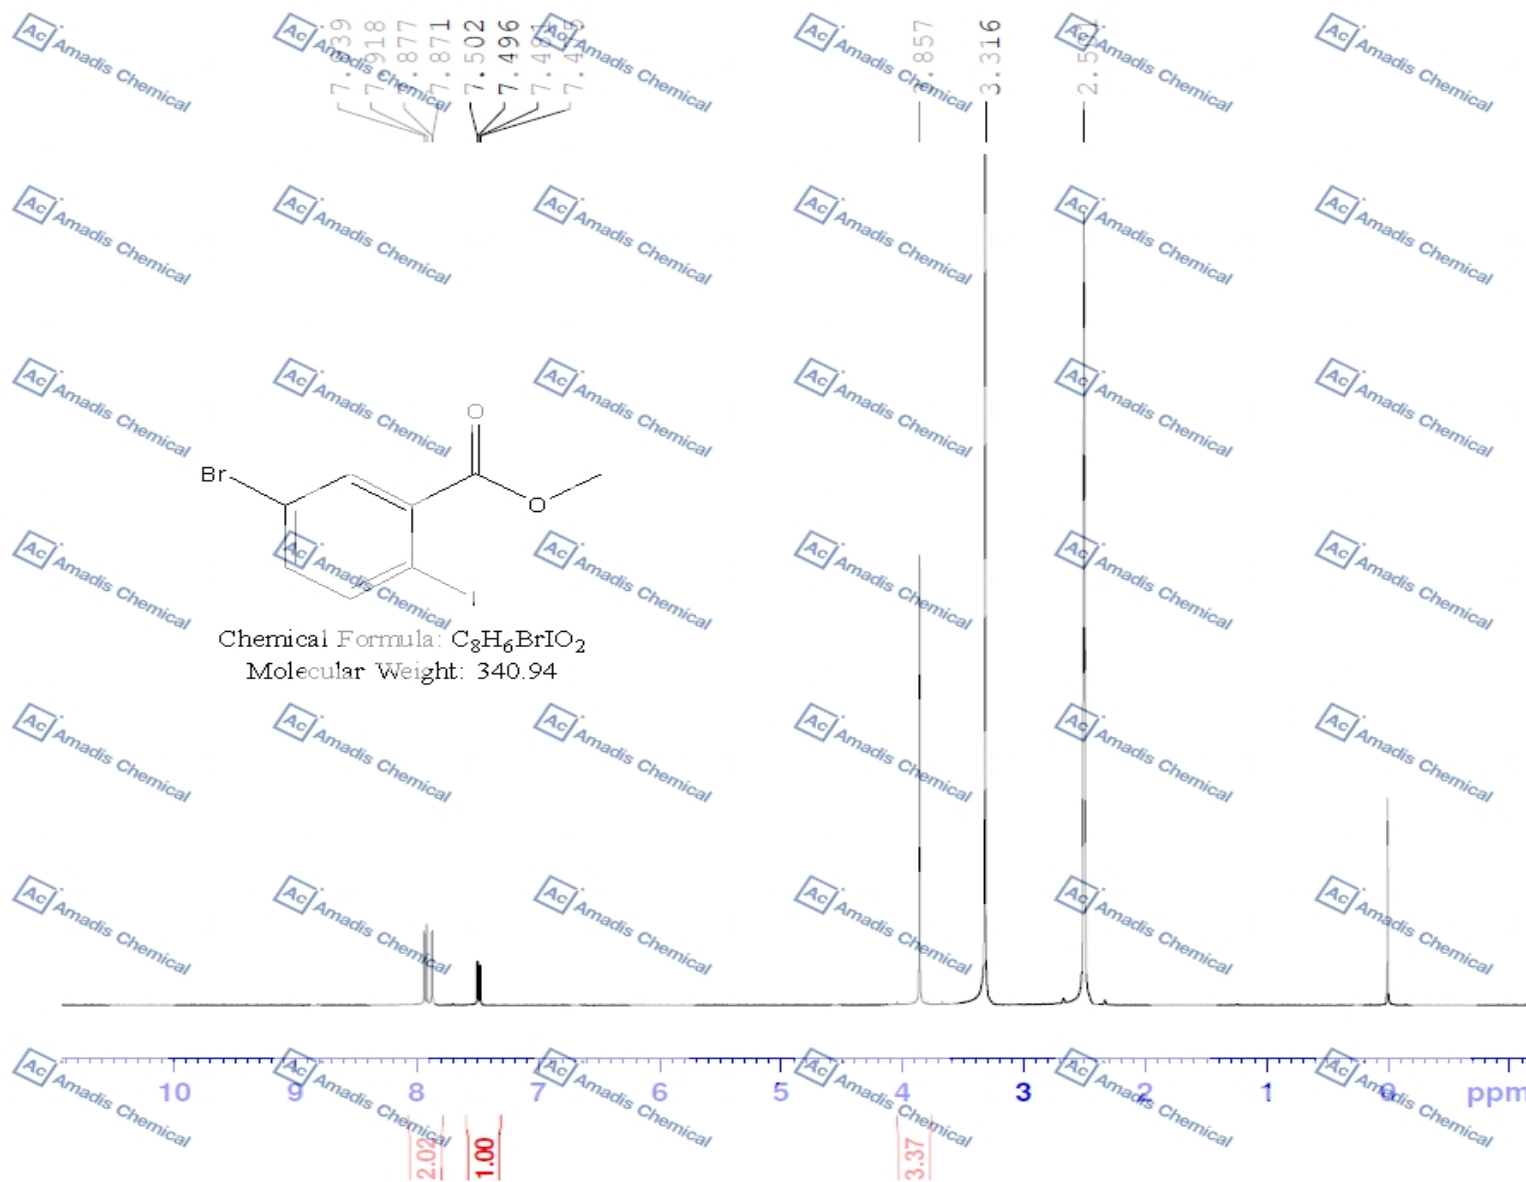 7.918
7.877
7.871
7.502
7.496
3.857
3.316
O
Br
O
I
Chemical Formula: C8H6BrIO2
Molecular Weight: 340.94
10 9 8 7 6 5 4 3 2 1 0 ppm
2.02
1.00
3.37
Ac Amadis Chemical